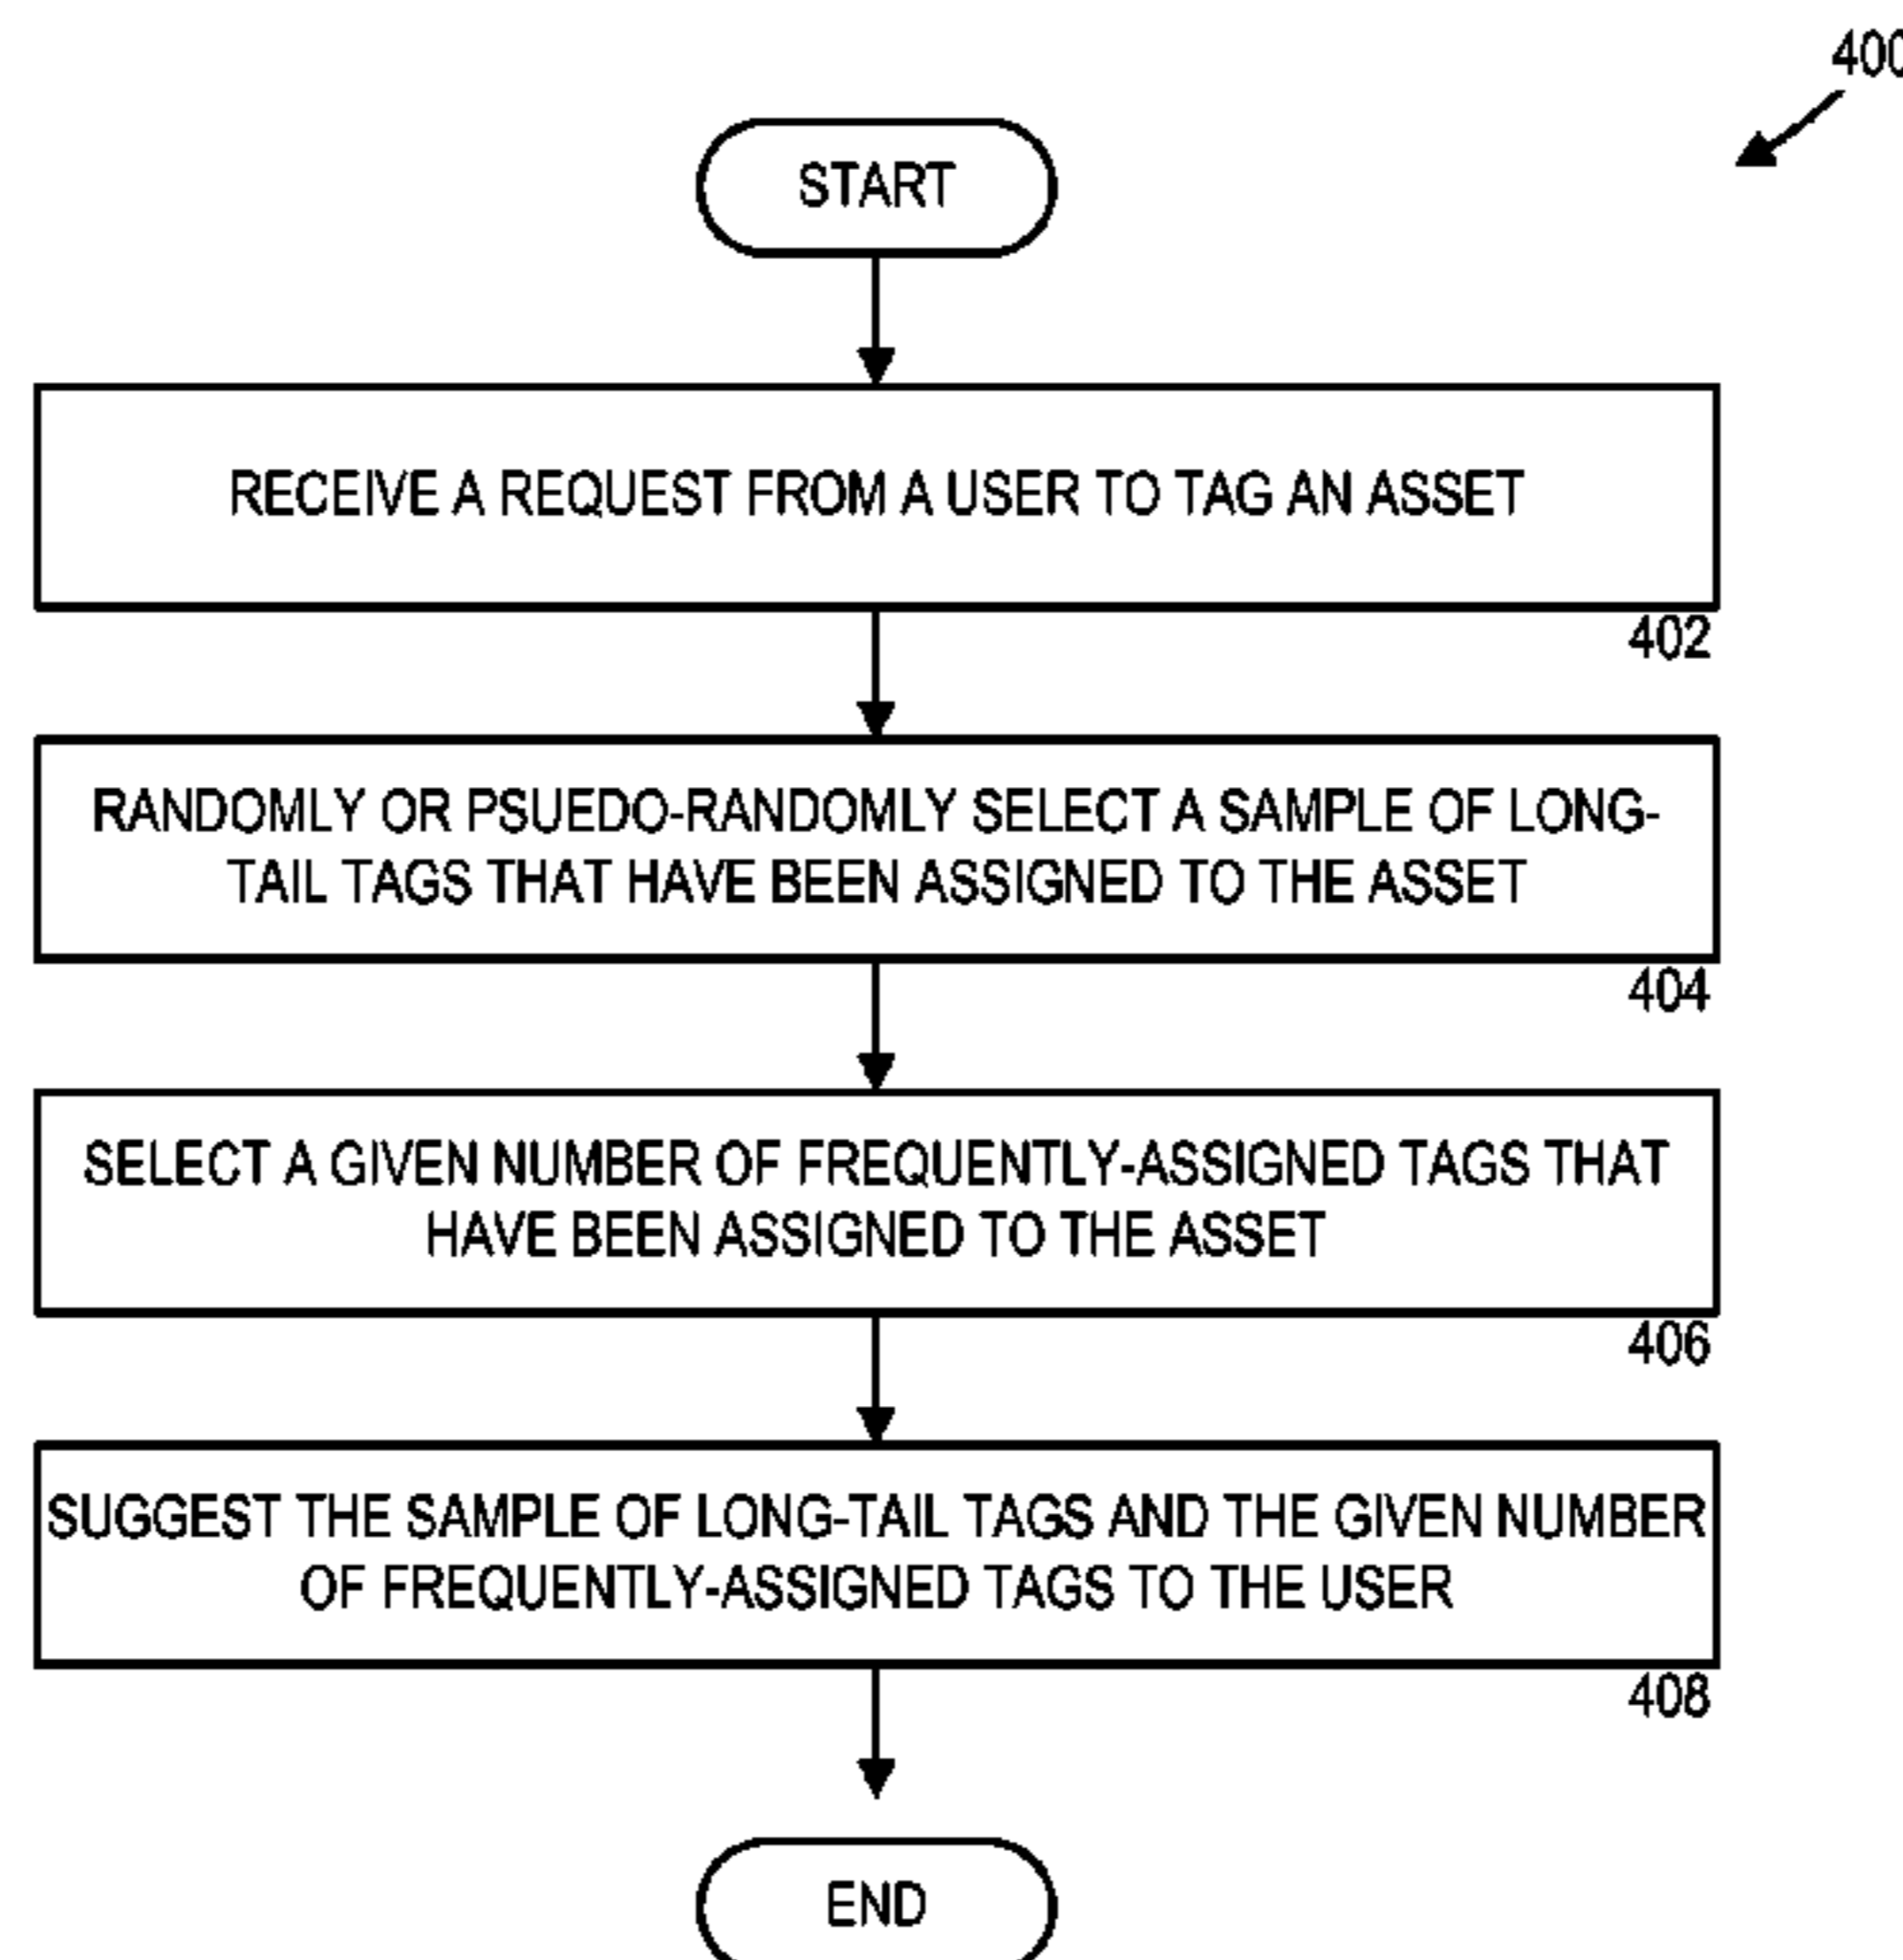 400
START
RECEIVE A REQUEST FROM A USER TO TAG AN ASSET
402
RANDOMLY OR PSUEDO-RANDOMLY SELECT A SAMPLE OF LONG-
TAIL TAGS THAT HAVE BEEN ASSIGNED TO THE ASSET
404
SELECT A GIVEN NUMBER OF FREQUENTLY-ASSIGNED TAGS THAT
HAVE BEEN ASSIGNED TO THE ASSET
406
SUGGEST THE SAMPLE OF LONG-TAIL TAGS AND THE GIVEN NUMBER
OF FREQUENTLY-ASSIGNED TAGS TO THE USER
408
END